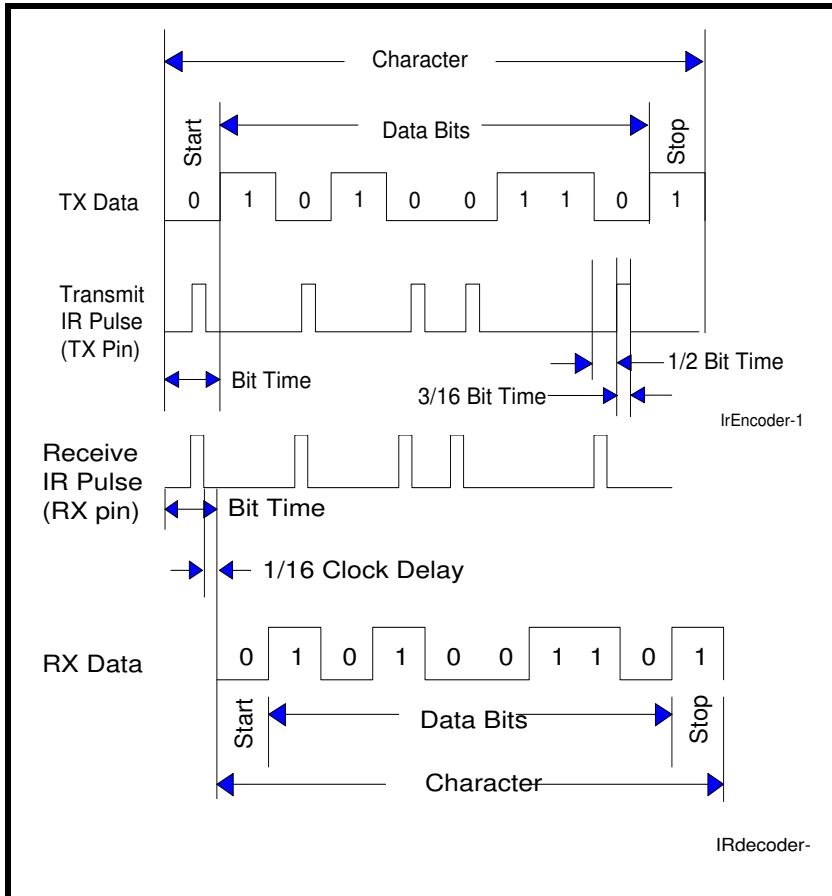 Character
Start
Data Bits
Stop
TX Data
0 1 0 1 0 0 1 1 0 1
Transmit
IR Pulse
(TX Pin)
1/2 Bit Time
Bit Time
3/16 Bit Time
IrEncoder-1
Receive
IR Pulse
(RX pin)
Bit Time
1/16 Clock Delay
RX Data
0 1 0 1 0 0 1 1 0 1
Start
Data Bits
Stop
Character
IRdecoder-